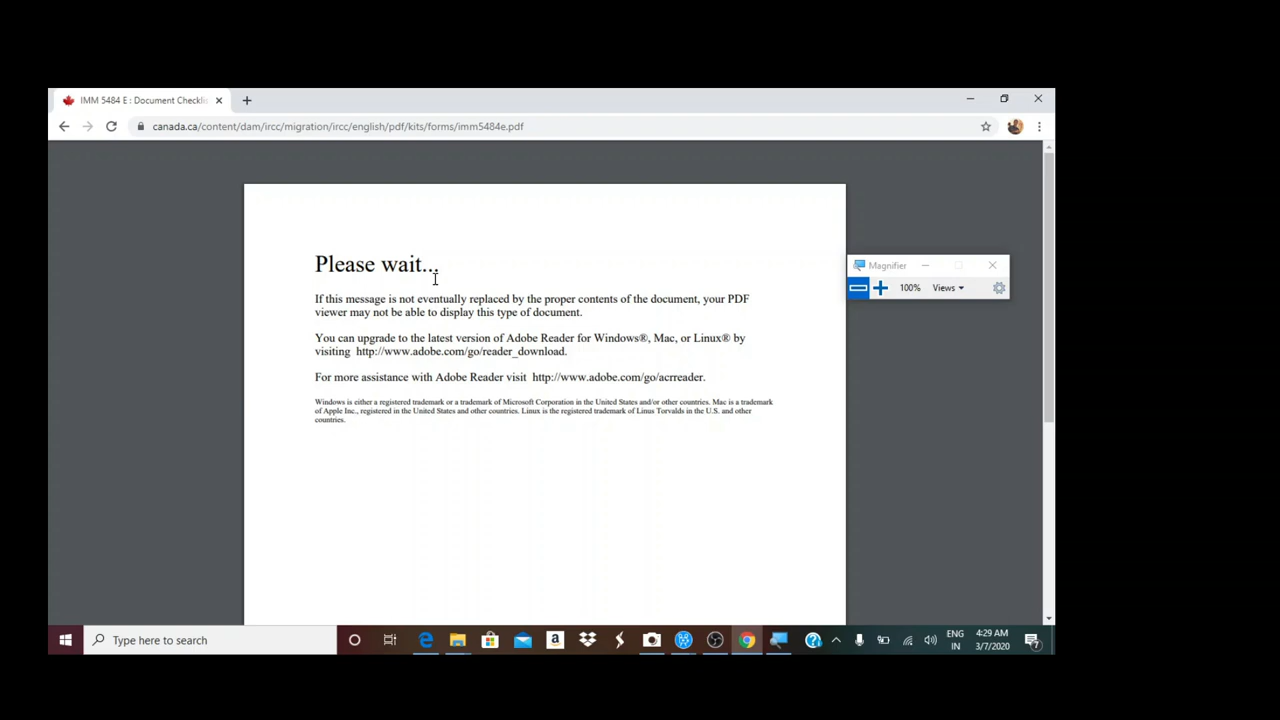 IMM 5484 E : Document Checkli
canada.ca/content/dam/ircc/migration/ircc/english/pdf/kits/forms/imm5484e.pdf
Please wait...
If this message is not eventually replaced by the proper contents of the document, your PDF
viewer may not be able to display this type of document.
You can upgrade to the latest version of Adobe Reader for Windows®, Mac, or Linux® by
visiting http://www.adobe.com/go/reader_download.
For more assistance with Adobe Reader visit http://www.adobe.com/go/acrreader.
Windows is either a registered trademark or a trademark of Microsoft Corporation in the United States and/or other countries. Mac is a trademark
of Apple Inc., registered in the United States and other countries. Linux is the registered trademark of Linus Torvalds in the U.S. and other
countries.
Magnifier
100% Views
Type here to search
a
ENG
IN
4:29 AM
3/7/2020
7